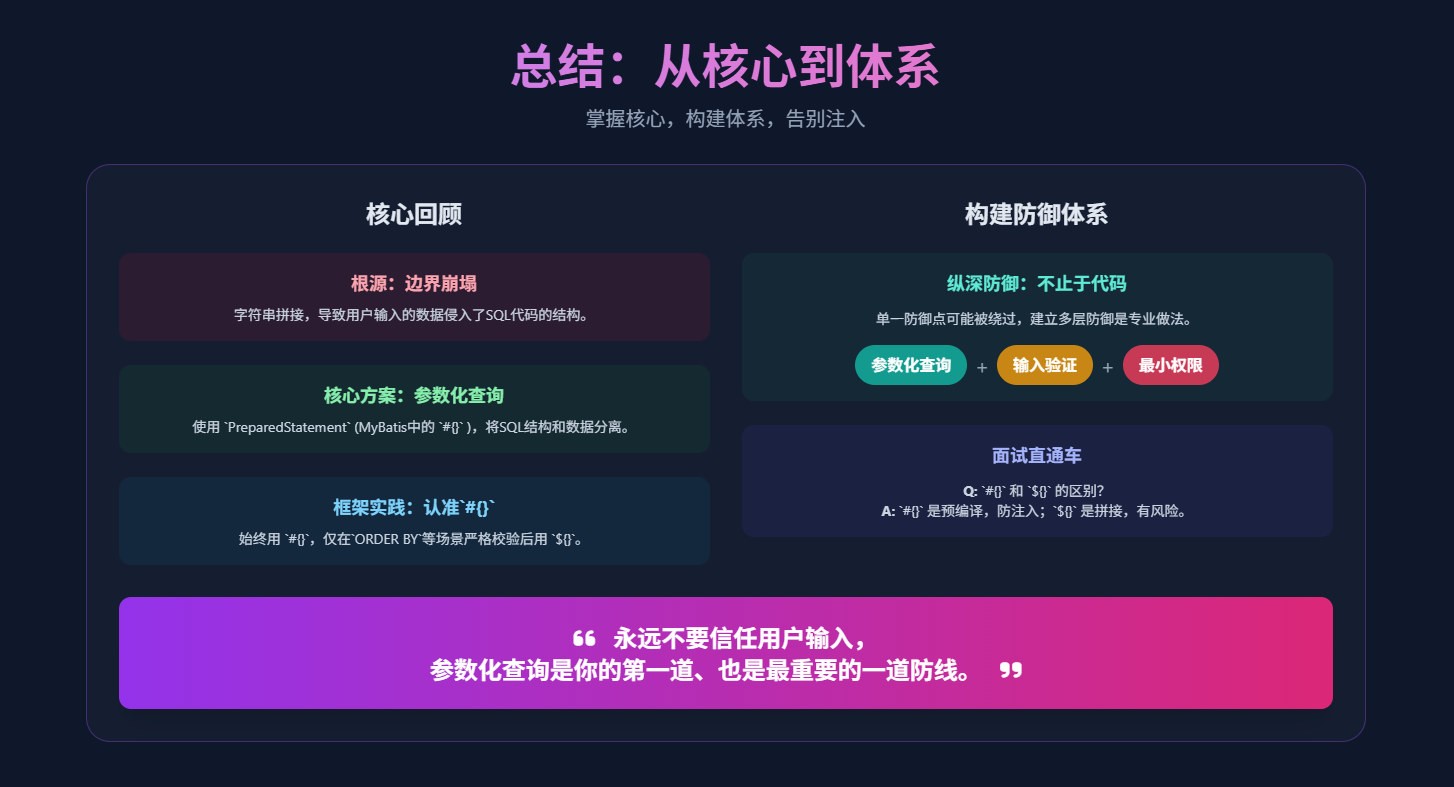 总结：从核心到体系
掌握核心，构建体系，告别注入
核心回顾
根源：边界崩塌
字符串拼接，导致用户输入的数据侵入了SQL代码的结构。
核心方案：参数化查询
使用 `PreparedStatement` (MyBatis中的 `#{}` )，将SQL结构和数据分离。
框架实践：认准`#{}`
始终用 `#{}`，仅在`ORDER BY`等场景严格校验后用 `${}`。
构建防御体系
纵深防御：不止于代码
单一防御点可能被绕过，建立多层防御是专业做法。
参数化查询 + 输入验证 + 最小权限
面试直通车
Q: `#{}` 和 `${}` 的区别？
A: `#{}` 是预编译，防注入；`${}` 是拼接，有风险。
❝ 永远不要信任用户输入，
参数化查询是你的第一道、也是最重要的一道防线。 ❞